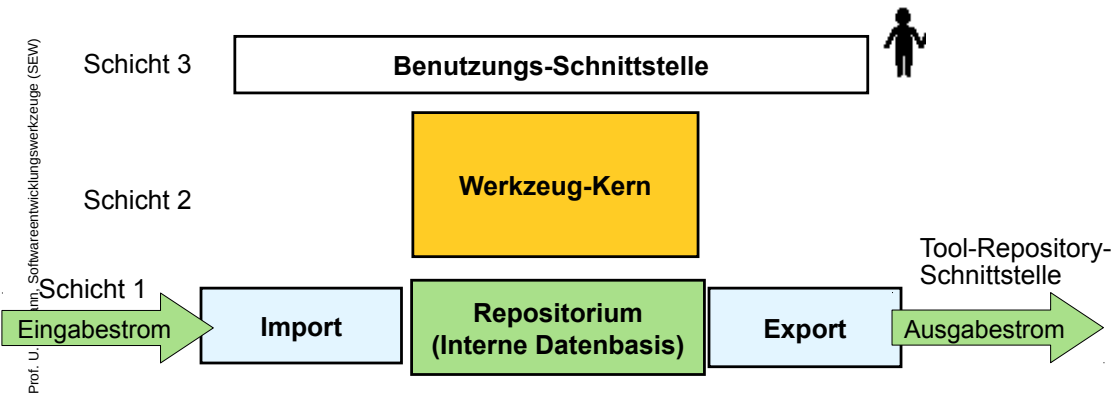 Schicht 3
Benutzungs-Schnittstelle
Schicht 2
Werkzeug-Kern
Schicht 1
Eingabestrom
Import
Repositorium
(Interne Datenbasis)
Export
Tool-Repository-
Schnittstelle
Ausgabestrom
Prof. U. Softwareentwicklungswerkzeuge (SEW)